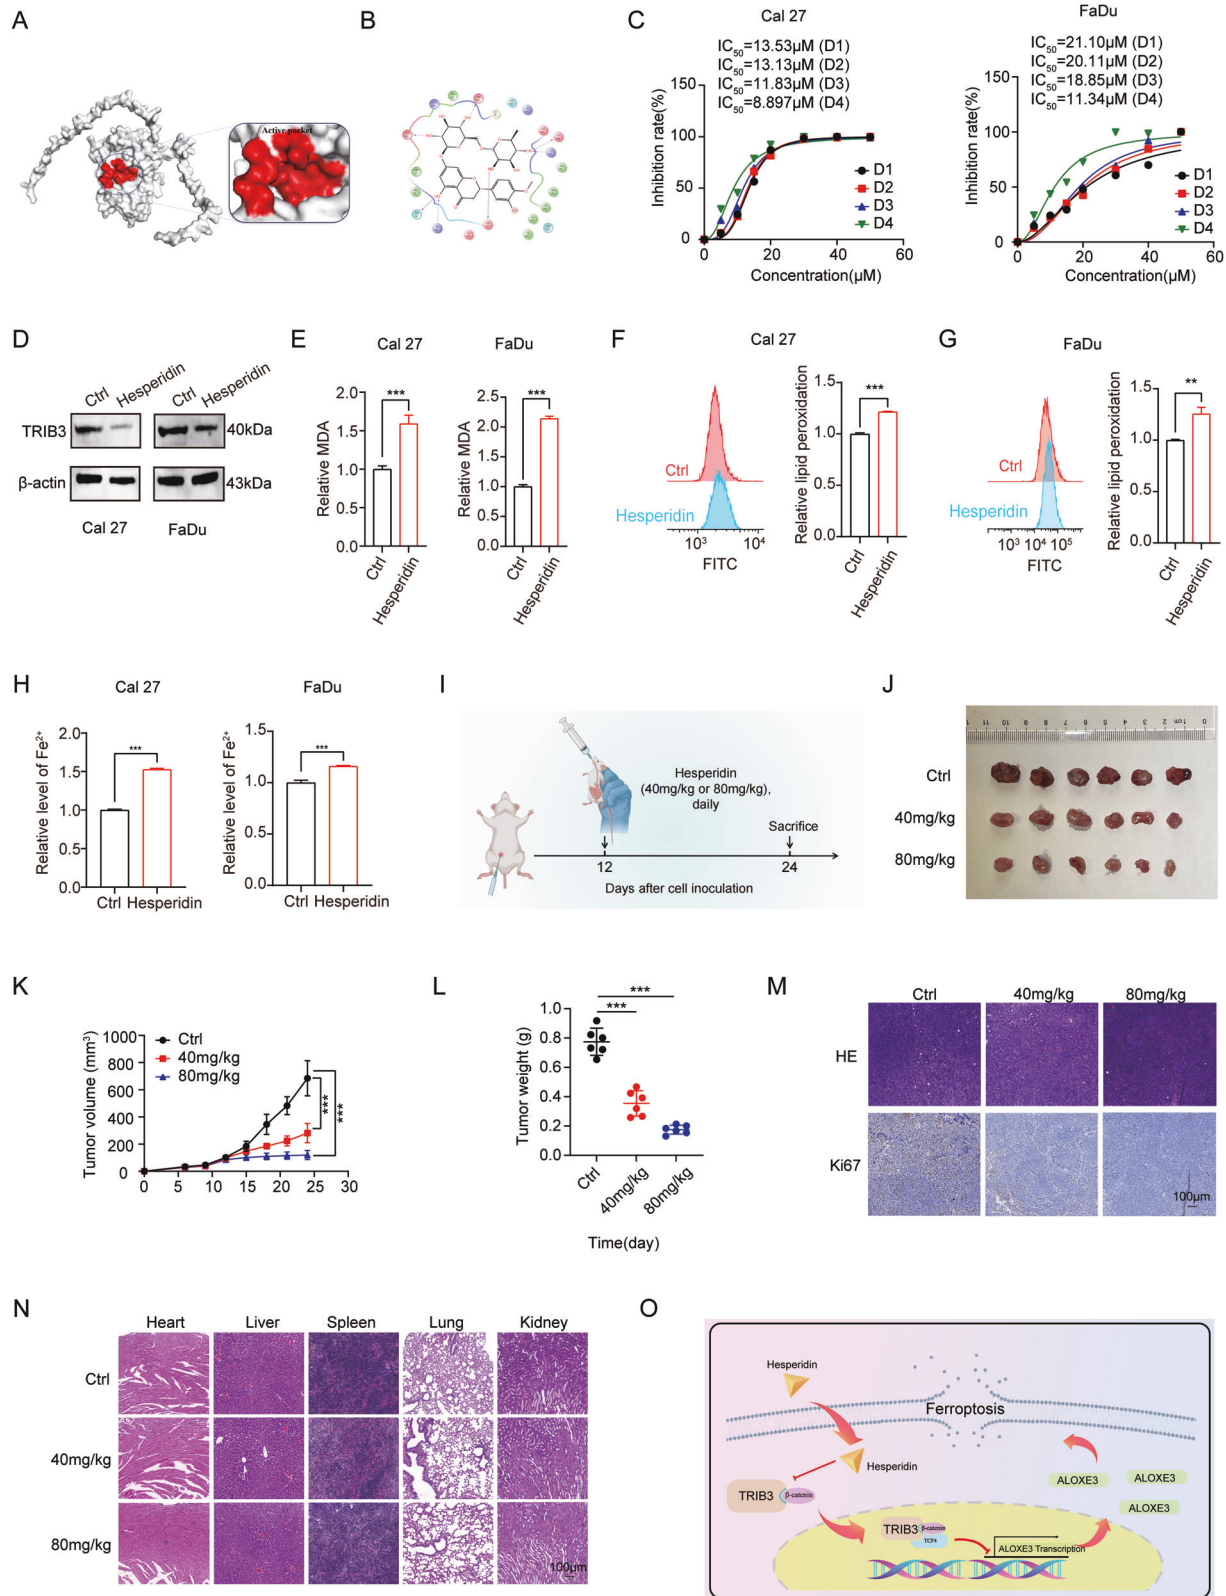 A
Active pocket
B
C
Cal 27
IC50=13.53μM (D1)
IC50=13.13μM (D2)
IC50=11.83μM (D3)
IC50=8.897μM (D4)
Inhibition rate(%)
150
100
50
0
0 20 40 60
Concentration(μM)
D1
D2
D3
D4
FaDu
IC50=21.10μM (D1)
IC50=20.11μM (D2)
IC50=18.85μM (D3)
IC50=11.34μM (D4)
Inhibition rate(%)
150
100
50
0
0 20 40 60
Concentration(μM)
D1
D2
D3
D4
D
Ctrl Hesperidin Ctrl Hesperidin
TRIB3 40kDa
β-actin 43kDa
Cal 27 FaDu
E
Cal 27
Relative MDA
2.0
1.5
1.0
0.5
0.0
***
Ctrl
Hesperidin
FaDu
Relative MDA
2.5
2.0
1.5
1.0
0.5
0.0
***
Ctrl
Hesperidin
F
Cal 27
Ctrl
Hesperidin
10³ 10⁴
FITC
Relative lipid peroxidation
1.5
1.0
0.5
0.0
***
Ctrl
Hesperidin
G
FaDu
Ctrl
Hesperidin
10³ 10⁴ 10⁵
FITC
Relative lipid peroxidation
1.5
1.0
0.5
0.0
**
Ctrl
Hesperidin
H
Cal 27
Relative level of Fe²⁺
2.0
1.5
1.0
0.5
0.0
***
Ctrl Hesperidin
FaDu
Relative level of Fe²⁺
1.5
1.0
0.5
0.0
***
Ctrl Hesperidin
I
Hesperidin
(40mg/kg or 80mg/kg),
daily
Sacrifice
12 24
Days after cell inoculation
J
11 10 9 8 7 6 5 4 3 2 1cm 0
Ctrl
40mg/kg
80mg/kg
K
Tumor volume (mm³)
1000
800
600
400
200
0
0 5 10 15 20 25 30
Ctrl
40mg/kg
80mg/kg
***
***
L
Tumor weight (g)
1.0
0.8
0.6
0.4
0.2
0.0
***
***
Ctrl
40mg/kg
80mg/kg
Time(day)
M
Ctrl 40mg/kg 80mg/kg
HE
Ki67
100μm
N
Heart Liver Spleen Lung Kidney
Ctrl
40mg/kg
80mg/kg
100μm
O
Hesperidin
Ferroptosis
Hesperidin
TRIB3 β-catenin
ALOXE3
ALOXE3
ALOXE3
TRIB3 β-catenin
TCF4
ALOXE3 Transcription